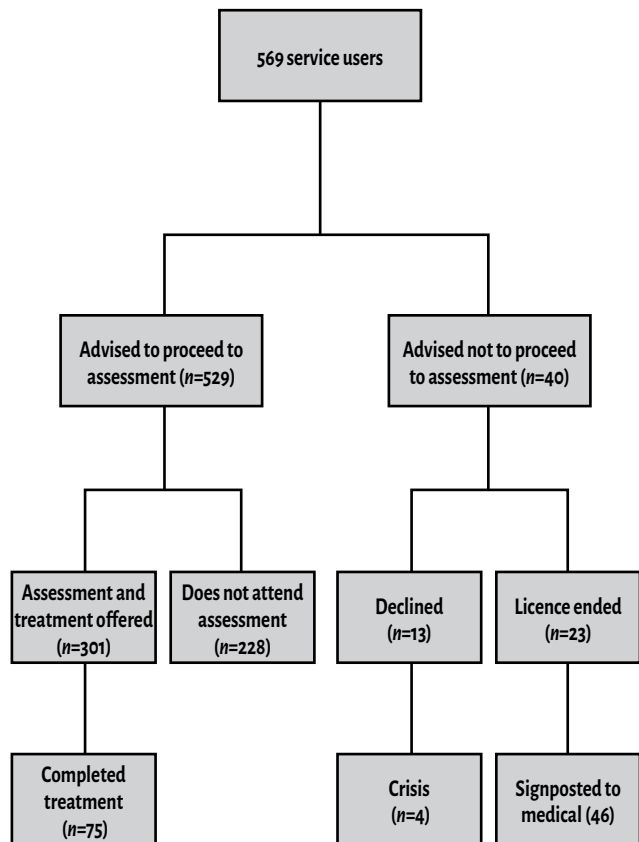 569 service users
Advised to proceed to
assessment (n=529)
Advised not to proceed
to assessment (n=40)
Assessment and
treatment offered
(n=301)
Does not attend
assessment
(n=228)
Declined
(n=13)
Licence ended
(n=23)
Completed
treatment
(n=75)
Crisis
(n=4)
Signposted to
medical (46)